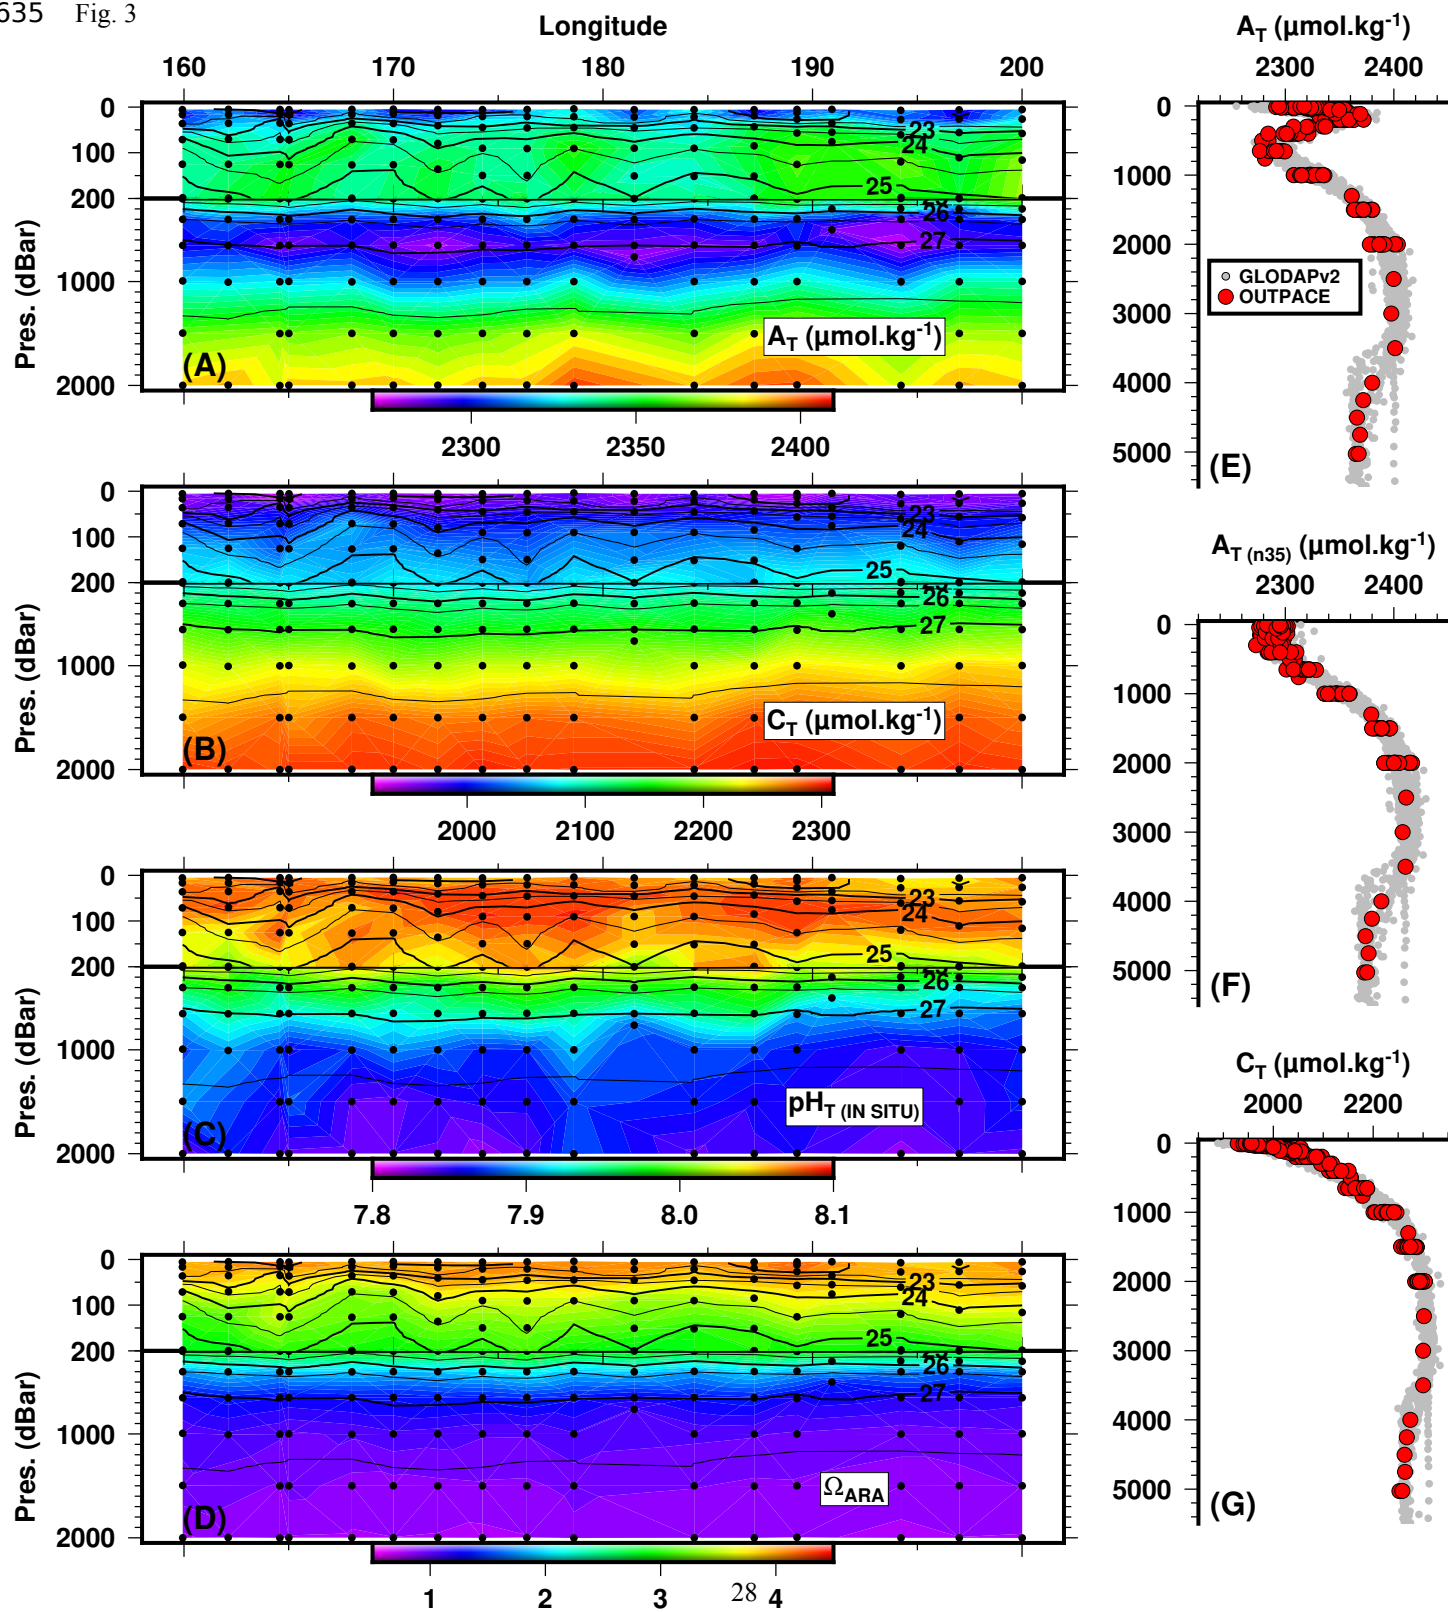 635 Fig. 3
Longitude
160 170 180 190 200
0
100
200
1000
2000
Pres. (dBar)
23
24
25
26
27
(A)
A_T (µmol.kg⁻¹)
2300 2350 2400
0
100
200
1000
2000
Pres. (dBar)
23
24
25
26
27
(B)
C_T (µmol.kg⁻¹)
2000 2100 2200 2300
0
100
200
1000
2000
Pres. (dBar)
23
24
25
26
27
(C)
pH_T (IN SITU)
7.8 7.9 8.0 8.1
0
100
200
1000
2000
Pres. (dBar)
23
24
25
26
27
(D)
Ω_ARA
1 2 3 4
A_T (µmol.kg⁻¹)
2300 2400
0
1000
2000
3000
4000
5000
GLODAPv2
OUTPACE
(E)
A_T (n35) (µmol.kg⁻¹)
2300 2400
0
1000
2000
3000
4000
5000
(F)
C_T (µmol.kg⁻¹)
2000 2200
0
1000
2000
3000
4000
5000
(G)
28